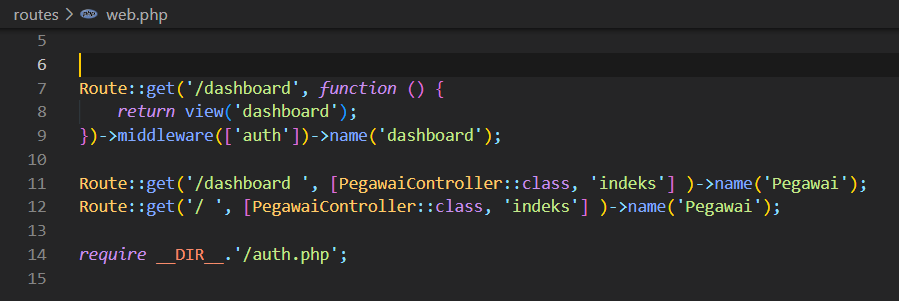 routes > web.php
5
6
7 Route::get('/dashboard', function () {
8     return view('dashboard');
9 })->middleware(['auth'])->name('dashboard');
10
11 Route::get('/dashboard ', [PegawaiController::class, 'indeks'] )->name('Pegawai');
12 Route::get('/ ', [PegawaiController::class, 'indeks'] )->name('Pegawai');
13
14 require __DIR__.'/auth.php';
15